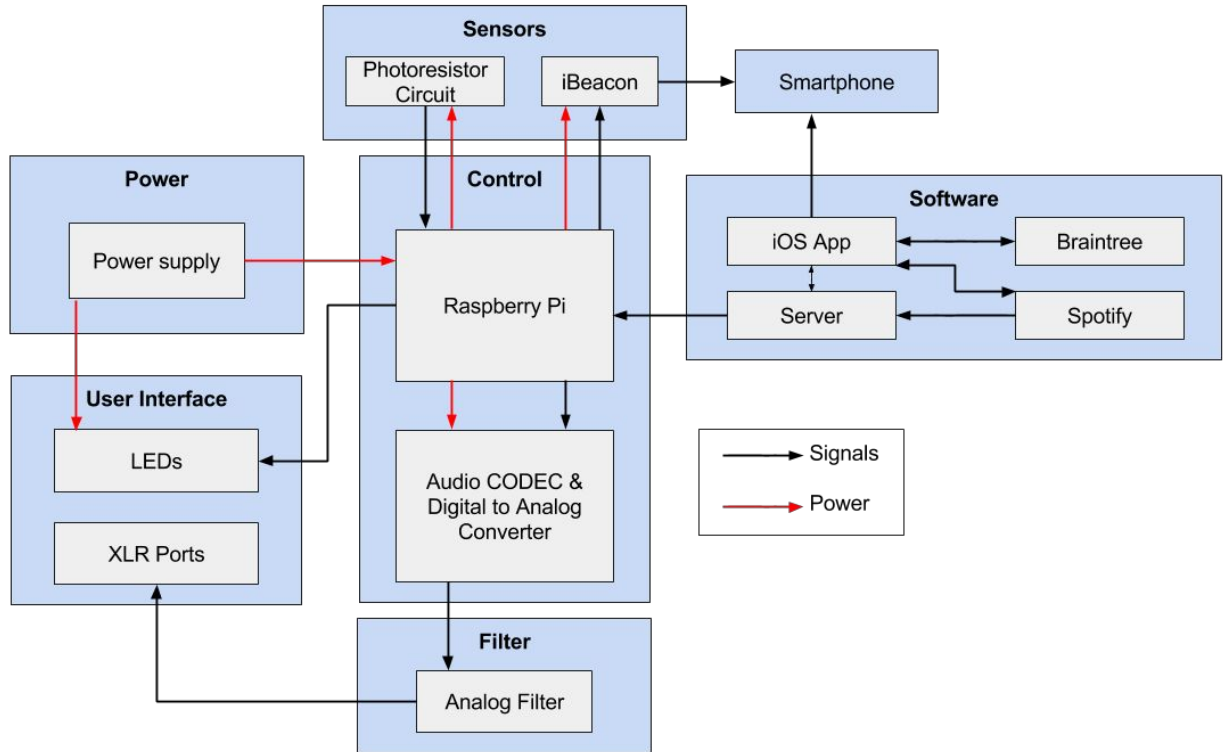 Sensors
Photoresistor
Circuit
iBeacon
Smartphone
Power
Power supply
Control
Raspberry Pi
Software
iOS App
Braintree
Server
Spotify
User Interface
LEDs
XLR Ports
Audio CODEC &
Digital to Analog
Converter
Signals
Power
Filter
Analog Filter